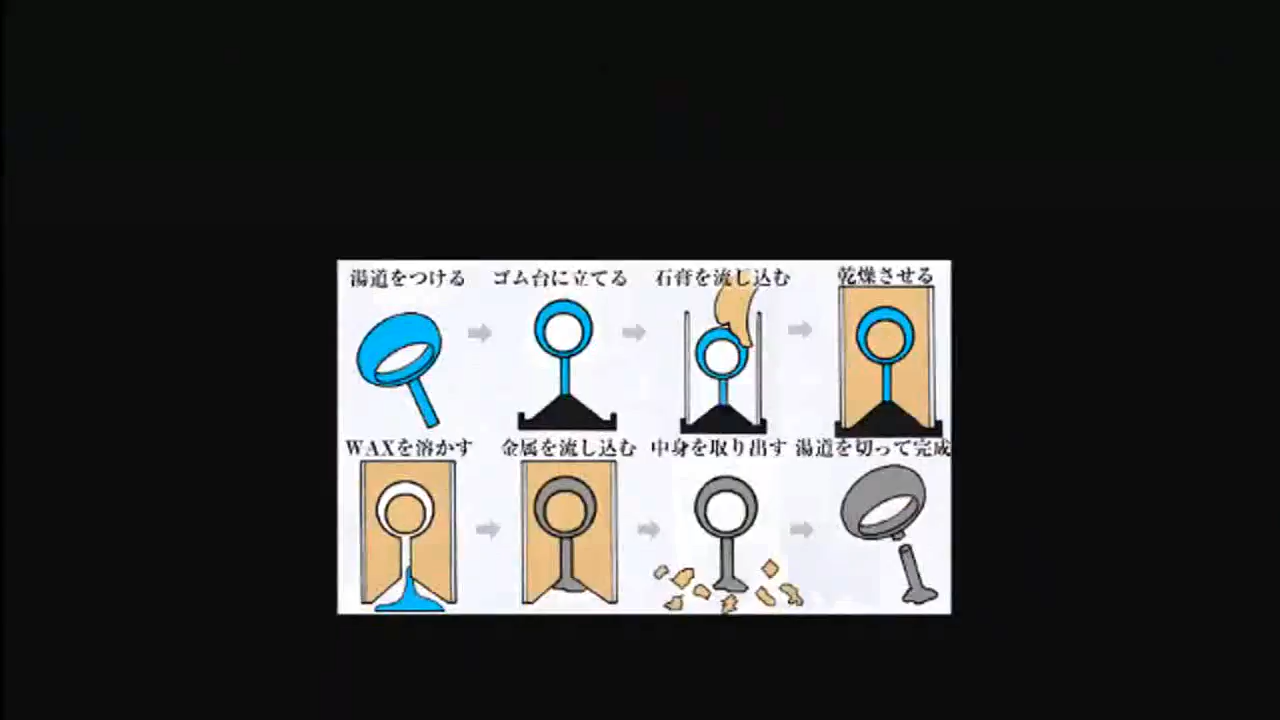 湯道をつける
ゴム台に立てる
石膏を流し込む
乾燥させる
WAXを溶かす
金属を流し込む
中身を取り出す
湯道を切って完成